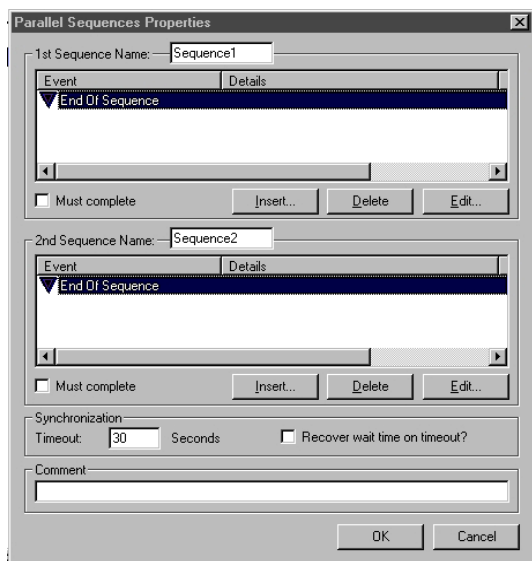 Parallel Sequences Properties
1st Sequence Name: Sequence1
Event Details
End Of Sequence
Must complete Insert... Delete Edit...
2nd Sequence Name: Sequence2
Event Details
End Of Sequence
Must complete Insert... Delete Edit...
Synchronization
Timeout: 30 Seconds Recover wait time on timeout?
Comment
OK Cancel